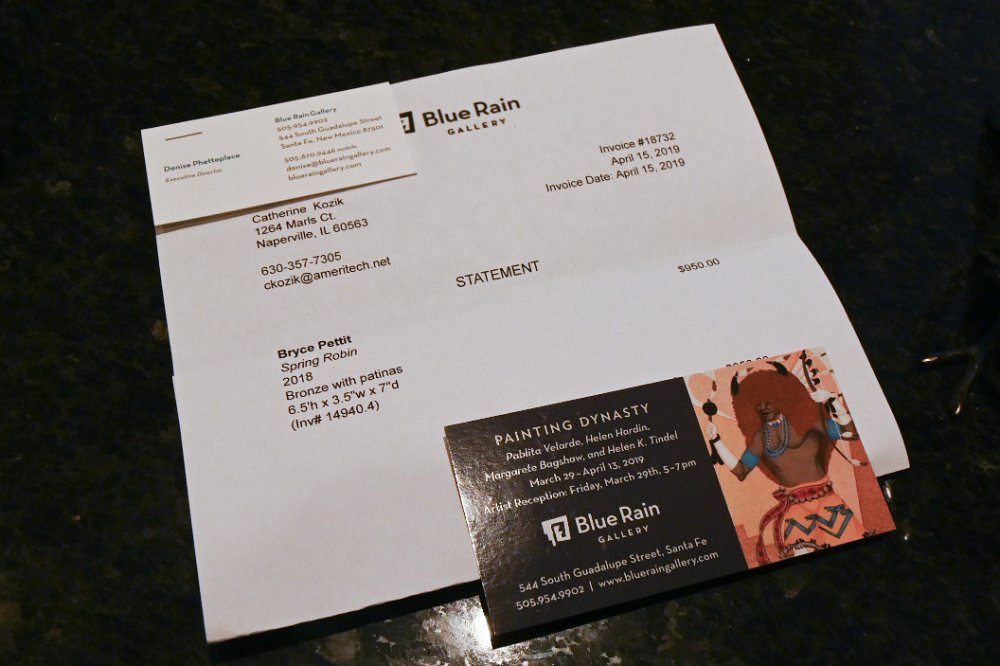 Denise Phetteplace
Executive Director
Blue Rain Gallery
505.954.9902
544 South Guadalupe Street
Santa Fe, New Mexico 87501
505.670.9446 mobile
denise@blueraingallery.com
blueraingallery.com
Blue Rain
GALLERY
Invoice #18732
April 15, 2019
Invoice Date: April 15, 2019
Catherine Kozik
1264 Marls Ct.
Naperville, IL 60563
630-357-7305
ckozik@ameritech.net
STATEMENT
$950.00
Bryce Pettit
Spring Robin
2018
Bronze with patinas
6.5'h x 3.5"w x 7"d
(Inv# 14940.4)
PAINTING DYNASTY
Pablita Velarde, Helen Hardin,
Margarete Bagshaw, and Helen K. Tindel
March 29 – April 13, 2019
Artist Reception: Friday, March 29th, 5 - 7 pm
Blue Rain
GALLERY
544 South Guadalupe Street, Santa Fe
505.954.9902 | www.blueraingallery.com